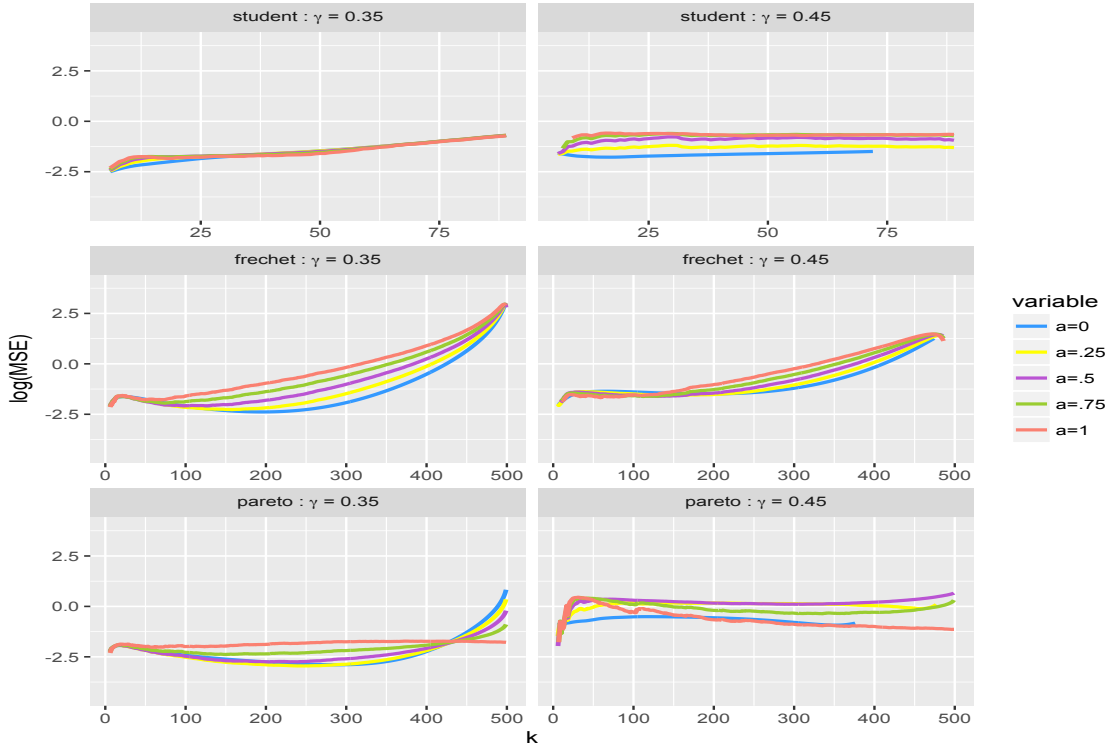 student : γ = 0.35
student : γ = 0.45
2.5
0.0
-2.5
25
50
75
25
50
75
frechet : γ = 0.35
frechet : γ = 0.45
2.5
0.0
-2.5
0
100
200
300
400
500
0
100
200
300
400
500
log(MSE)
pareto : γ = 0.35
pareto : γ = 0.45
2.5
0.0
-2.5
0
100
200
300
400
500
0
100
200
300
400
500
k
variable
a=0
a=.25
a=.5
a=.75
a=1